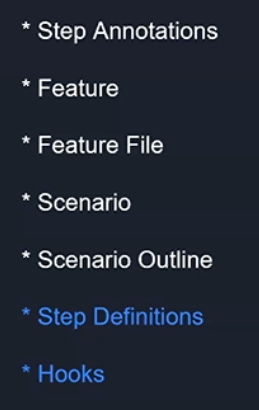 * Step Annotations
* Feature
* Feature File
* Scenario
* Scenario Outline
* Step Definitions
* Hooks